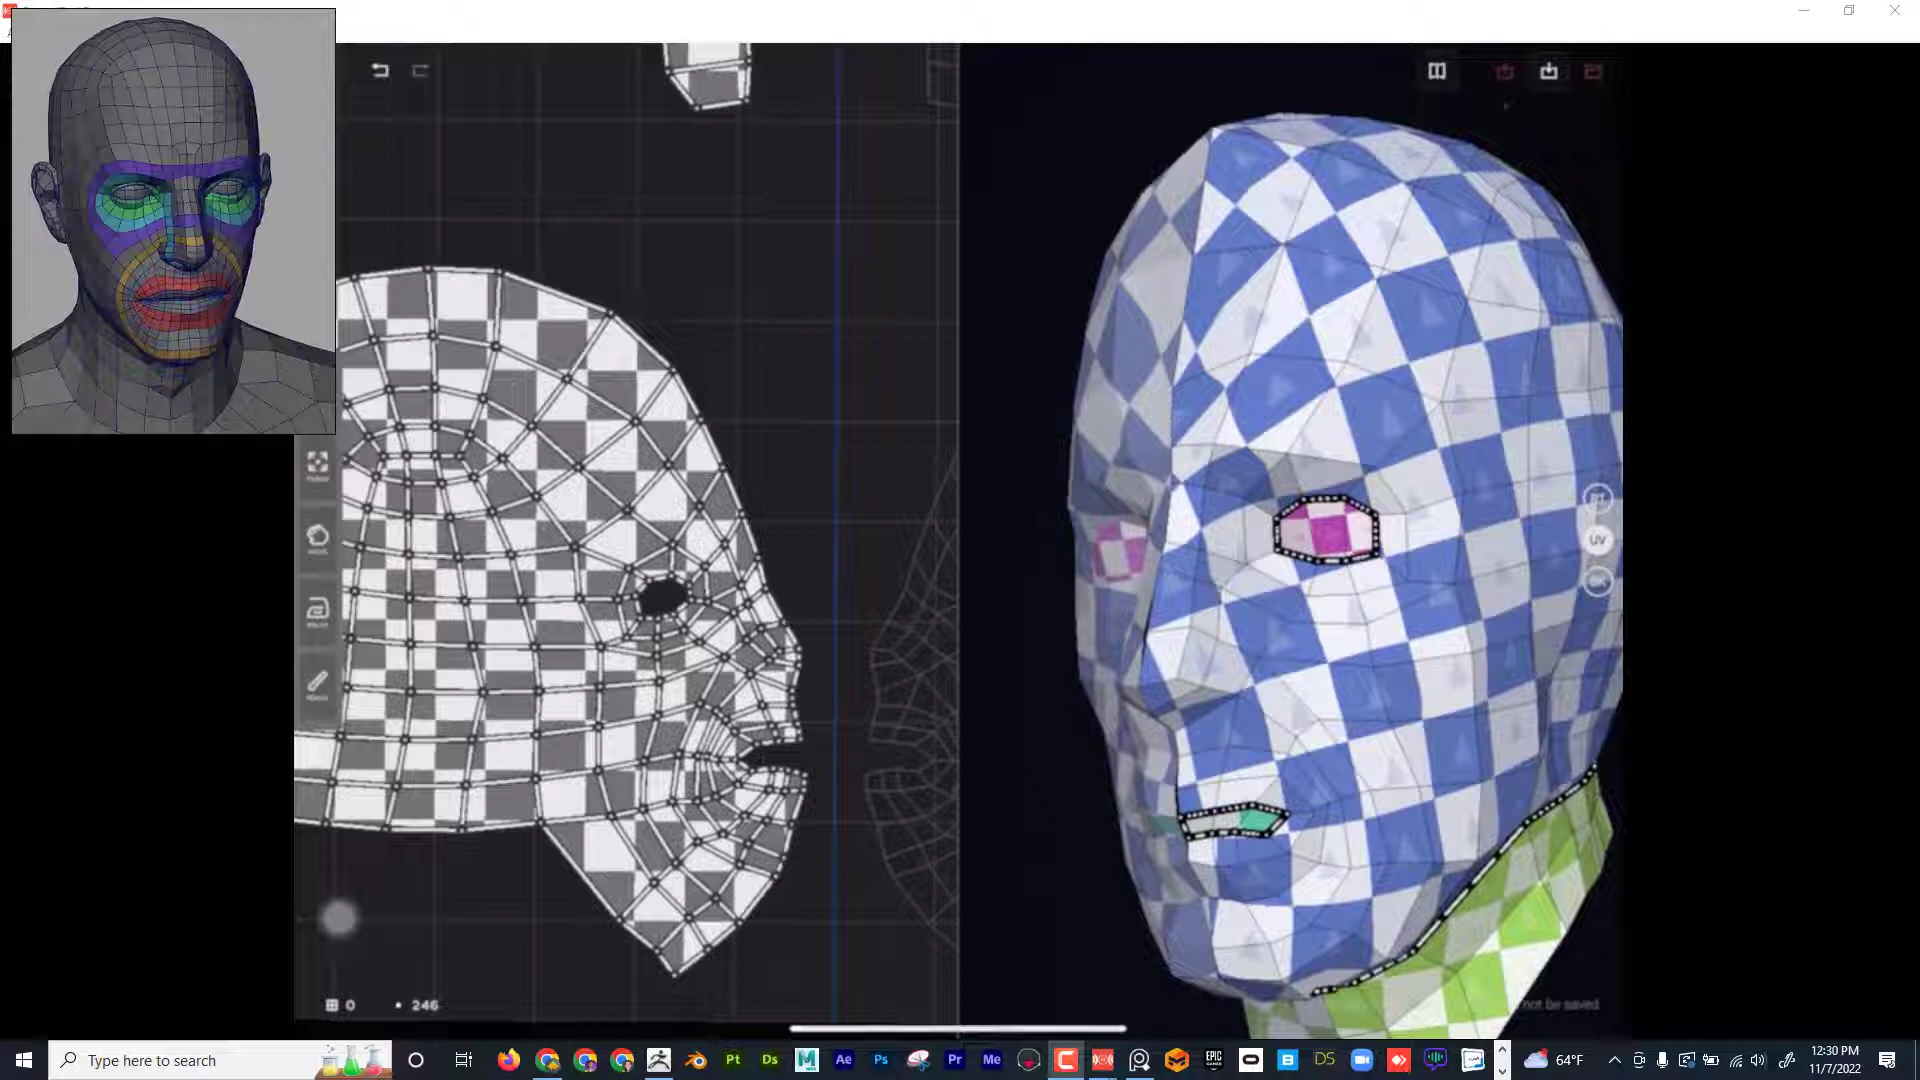 UV
0
246
not be saved
Type here to search
Pt
Ds
Ae
Ps
Pr
Me
EPIC GAMES
B
DS
64°F
12:30 PM
11/7/2022